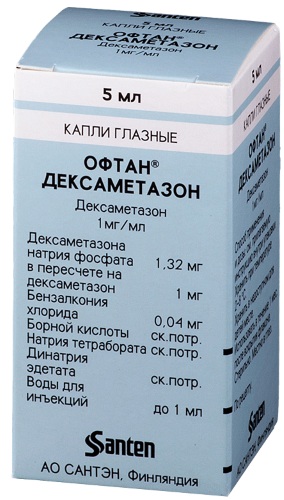 ОФТАН®
ДЕКСАМЕТАЗОН
Дексаметазон
1мг/мл
5 мл
КАПЛИ ГЛАЗНЫЕ
ОФТАН®
ДЕКСАМЕТАЗОН
Дексаметазон
1мг/мл
Дексаметазона
натрия фосфата 1,32 мг
в пересчете на
дексаметазон 1 мг
Бензалкония
хлорида 0,04 мг
Борной кислоты ск.потр.
Натрия тетрабората ск.потр.
Динатрия
эдетата ск.потр.
Воды для
инъекций до 1 мл
Santen
АО САНТЭН, Финляндия
5 мл
КАПЛИ ГЛАЗНЫЕ
ОФТАН®
ДЕКСАМЕТАЗОН
Дексаметазон
1мг/мл